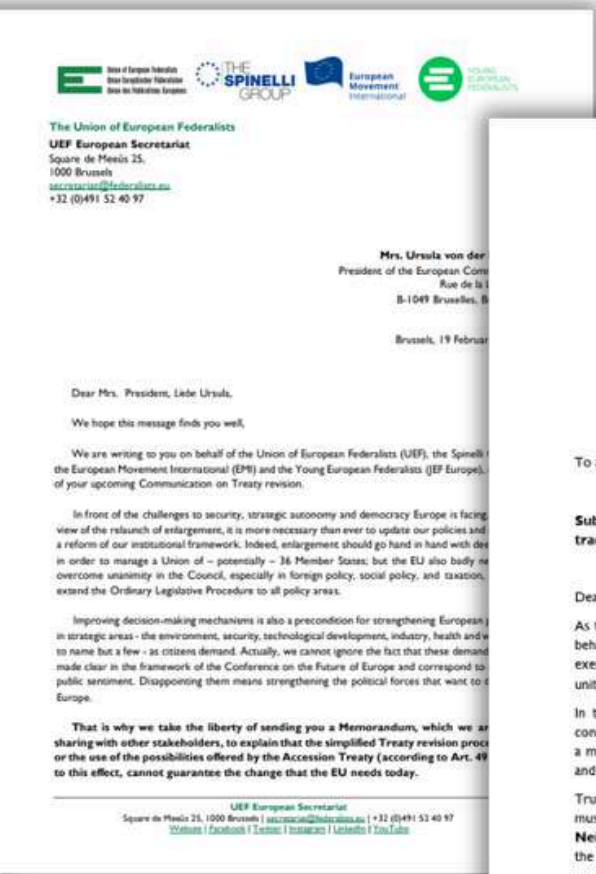 Union of European Federalists
THE
SPINELLI
GROUP
European
Movement
International
YOUNG
EUROPEAN
FEDERALISTS
The Union of European Federalists
UEF European Secretariat
Square de Meeûs 25,
1000 Brussels
secretariat@federalists.eu
+32 (0)491 52 40 97
Mrs. Ursula von der
President of the European Com
Rue de la
B-1049 Bruxelles, B
Brussels, 19 Februar
Dear Mrs. President, Liebe Ursula,
We hope this message finds you well,
We are writing to you on behalf of the Union of European Federalists (UEF), the Spinelli
the European Movement International (EMI) and the Young European Federalists (JEF Europe),
of your upcoming Communication on Treaty revision.
In front of the challenges to security, strategic autonomy and democracy Europe is facing
view of the relaunch of enlargement, it is more necessary than ever to update our policies and
a reform of our institutional framework. Indeed, enlargement should go hand in hand with dee
in order to manage a Union of – potentially – 36 Member States; but the EU also badly ne
overcome unanimity in the Council, especially in foreign policy, social policy, and taxation,
extend the Ordinary Legislative Procedure to all policy areas.
Improving decision-making mechanisms is also a precondition for strengthening European
in strategic areas - the environment, security, technological development, industry, health and w
to name but a few - as citizens demand. Actually, we cannot ignore the fact that these demand
made clear in the framework of the Conference on the Future of Europe and correspond to
public sentiment. Disappointing them means strengthening the political forces that want to
Europe.
That is why we take the liberty of sending you a Memorandum, which we ar
sharing with other stakeholders, to explain that the simplified Treaty revision proc
or the use of the possibilities offered by the Accession Treaty (according to Art. 49
to this effect, cannot guarantee the change that the EU needs today.
UEF European Secretariat
Square de Meeûs 25, 1000 Brussels | secretariat@federalists.eu | +32 (0)491 52 40 97
Website | Facebook | Twitter | Instagram | LinkedIn | YouTube
To
Sub
tra
Dea
As t
beh
exe
unit
In t
con
a m
and
Tru
mus
Nei
the